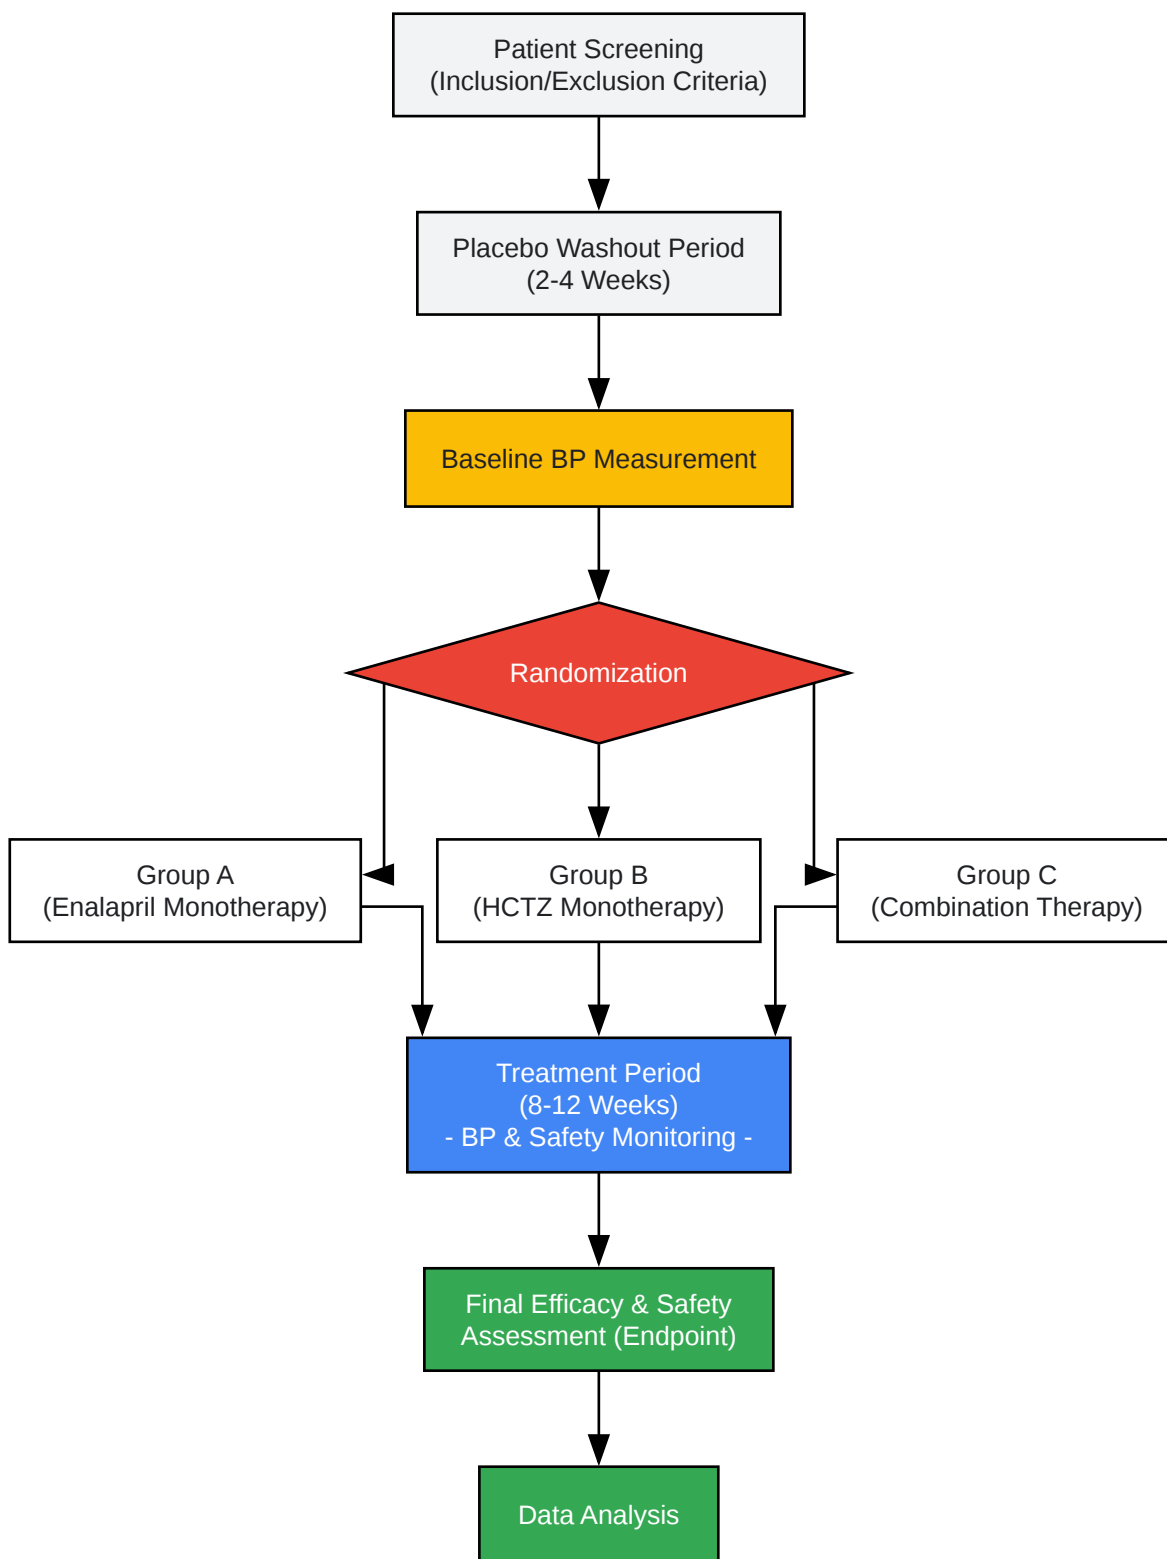 Patient Screening
(Inclusion/Exclusion Criteria)
Placebo Washout Period
(2-4 Weeks)
Baseline BP Measurement
Randomization
Group A
(Enalapril Monotherapy)
Group B
(HCTZ Monotherapy)
Group C
(Combination Therapy)
Treatment Period
(8-12 Weeks)
- BP & Safety Monitoring -
Final Efficacy & Safety
Assessment (Endpoint)
Data Analysis